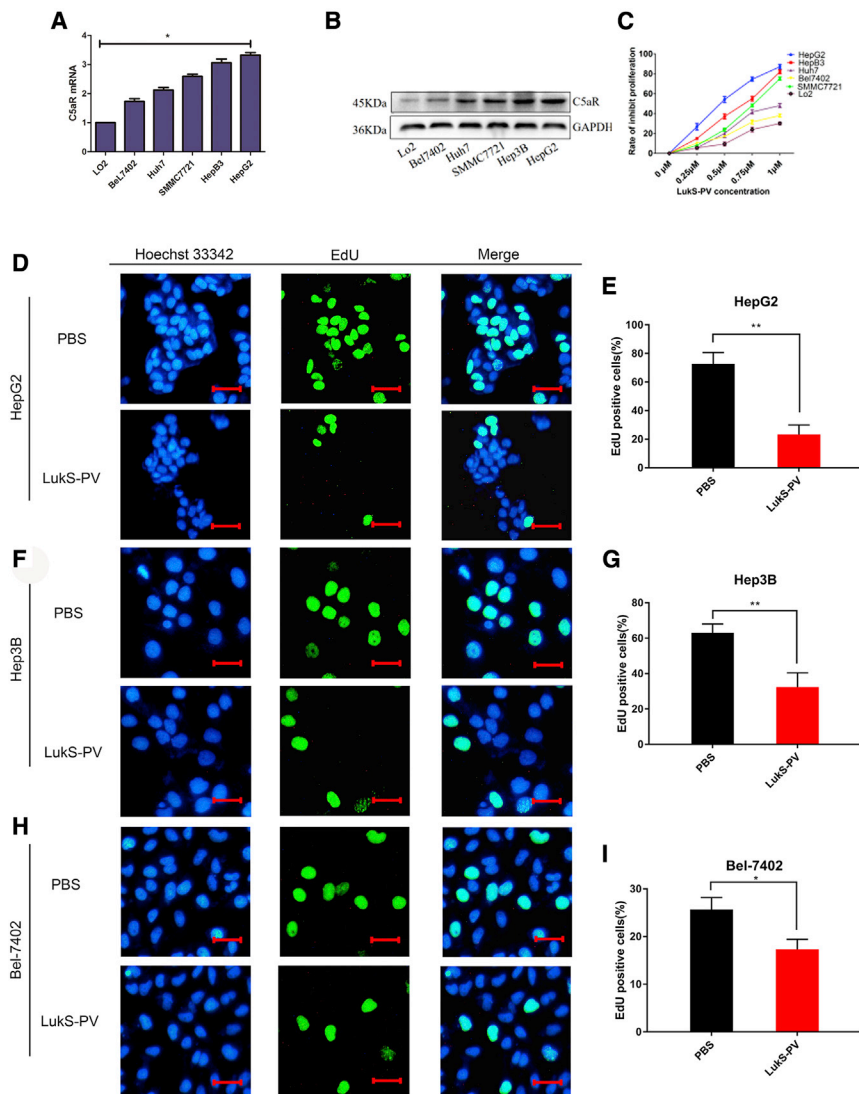 A
C5aR mRNA
4
3
2
1
0
*
LO2
BeL7402
Huh7
SMMC7721
HepB3
HepG2
B
45KDa
C5aR
36KDa
GAPDH
Lo2
Bel7402
Huh7
SMMC7721
Hep3B
HepG2
C
Rate of inhibit proliferation
100
80
60
40
20
0
0 μM
0.25μM
0.5μM
0.75μM
1μM
LukS-PV concentration
HepG2
HepB3
Huh7
Bel7402
SMMC7721
Lo2
Hoechst 33342
EdU
Merge
D
HepG2
PBS
LukS-PV
E
HepG2
EdU positive cells(%)
100
80
60
40
20
0
**
PBS
LukS-PV
F
Hep3B
PBS
LukS-PV
G
Hep3B
EdU positive cells(%)
80
60
40
20
0
**
PBS
LukS-PV
H
Bel-7402
PBS
LukS-PV
I
Bel-7402
EdU positive cells(%)
30
20
10
0
*
PBS
LukS-PV